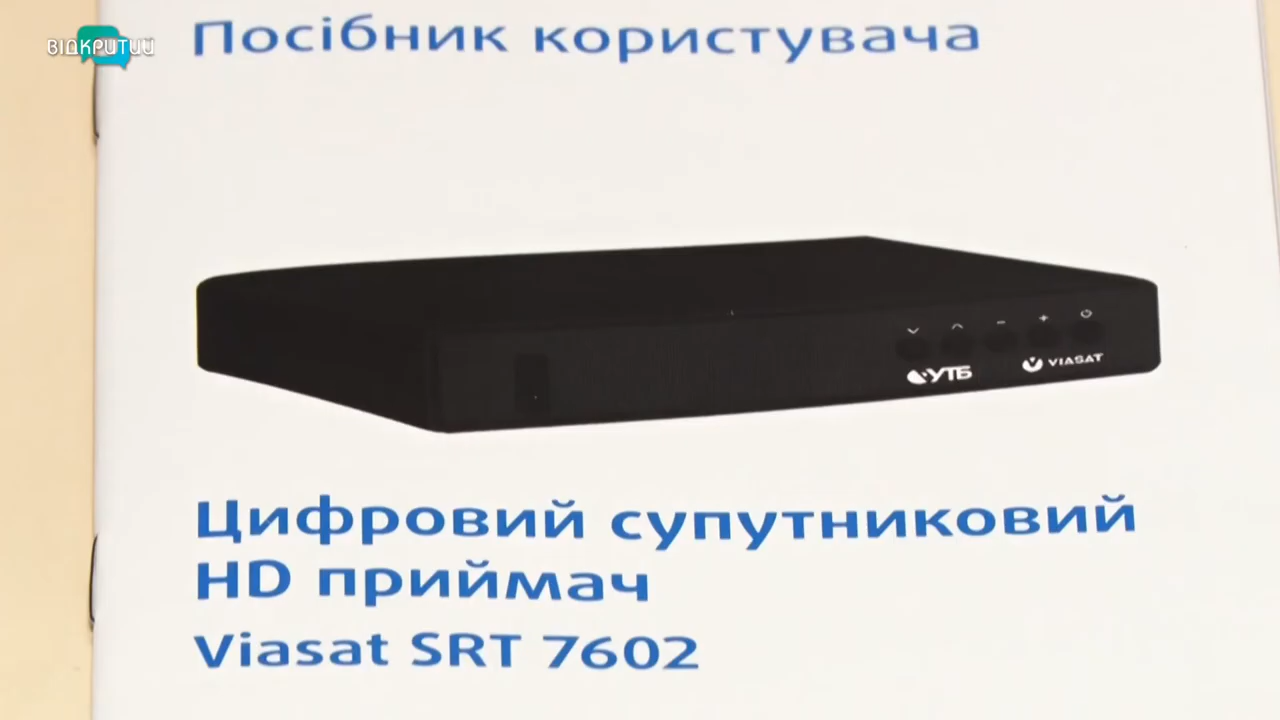 ВІДКРИТИЙ
Посібник користувача
УТБ VIASAT
Цифровий супутниковий
HD приймач
Viasat SRT 7602